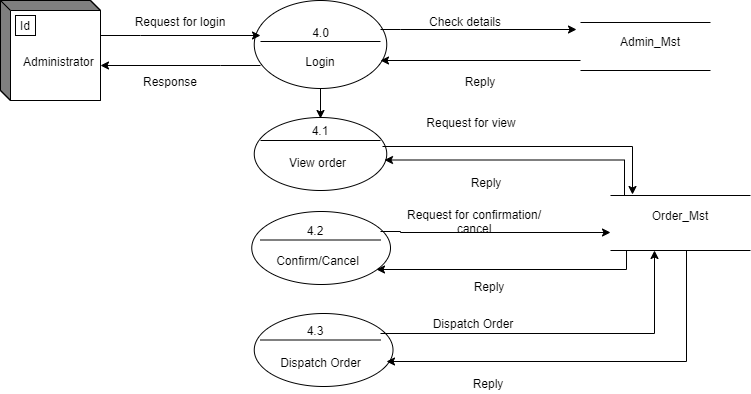 Id
Administrator
Request for login
Response
4.0
Login
Check details
Reply
Admin_Mst
4.1
View order
Request for view
Reply
Order_Mst
4.2
Confirm/Cancel
Request for confirmation/
cancel
Reply
4.3
Dispatch Order
Dispatch Order
Reply